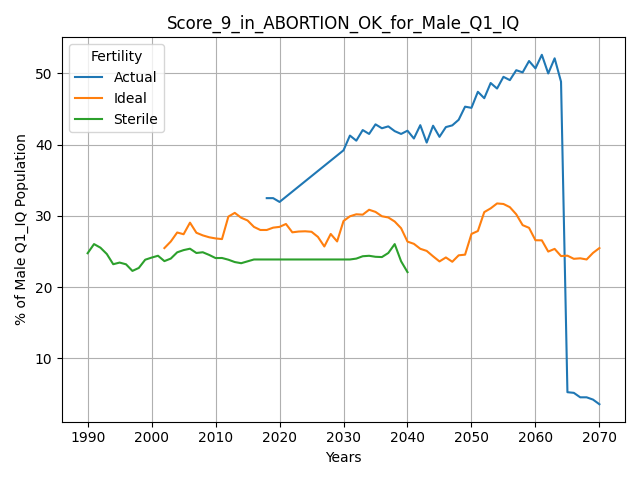 Score_9_in_ABORTION_OK_for_Male_Q1_IQ
Fertility
Actual
Ideal
Sterile
% of Male Q1_IQ Population
50
40
30
20
10
1990 2000 2010 2020 2030 2040 2050 2060 2070
Years